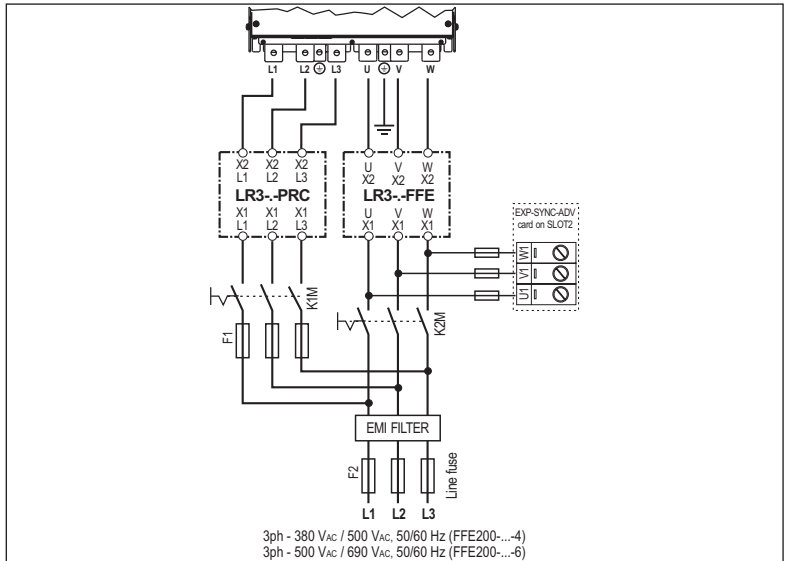 L1 L2 L3 U V W
X2 X2 X2 U V W
L1 L2 L3 X2 X2 X2
LR3-.-PRC LR3-.-FFE
X1 X1 X1 U V W
L1 L2 L3 X1 X1 X1
EXP-SYNC-ADV
card on SLOT2
W1
V1
U1
K1M
K2M
F1
EMI FILTER
F2
Line fuse
L1 L2 L3
3ph - 380 VAC / 500 VAC, 50/60 Hz (FFE200-...-4)
3ph - 500 VAC / 690 VAC, 50/60 Hz (FFE200-...-6)